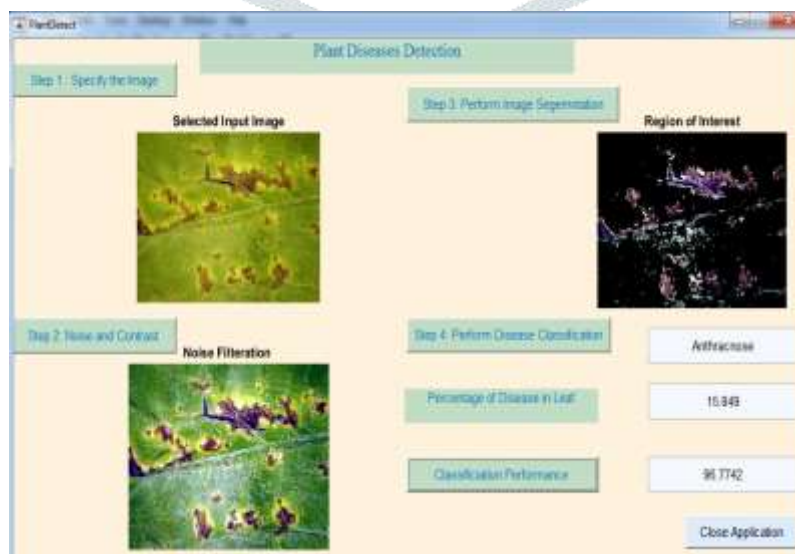 PlantDetect
Plant Diseases Detection
Step 1 : Specify the Image
Selected Input Image
Step 2: Noise and Contrast
Noise Filteration
Step 3: Perform Image Segmentation
Region of Interest
Step 4: Perform Disease Classification
Anthracnose
Percentage of Disease in Leaf
15.849
Classification Performance
96.7742
Close Application